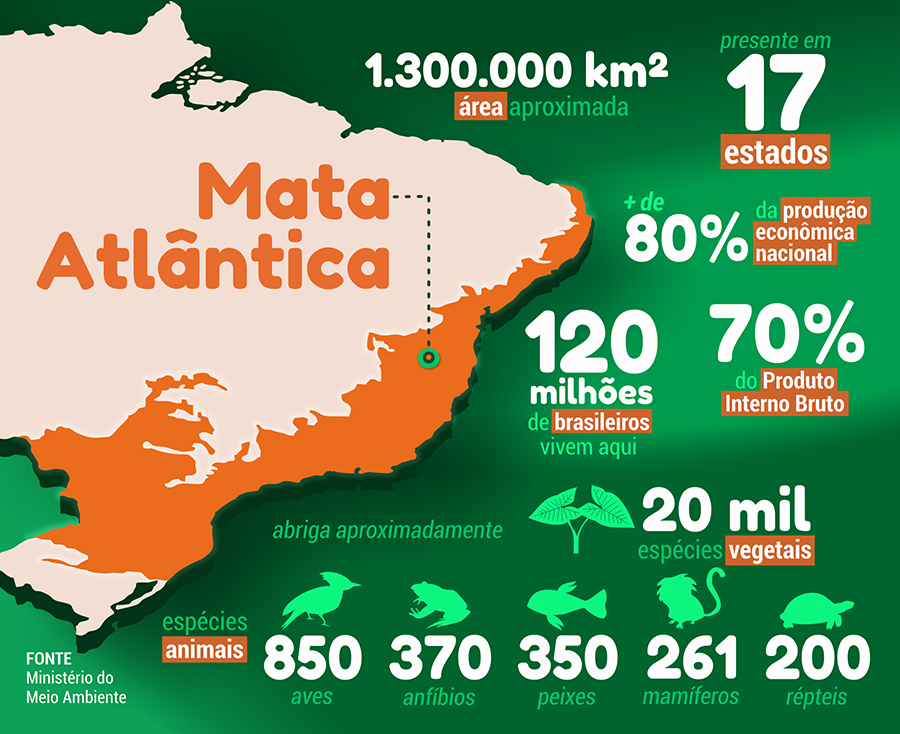 1.300.000 km²
área aproximada
presente em
17
estados
Mata
Atlântica
+ de
80%
da produção
econômica
nacional
120
milhões
de brasileiros
vivem aqui
70%
do Produto
Interno Bruto
abriga aproximadamente
20 mil
espécies vegetais
espécies
animais
850
aves
370
anfíbios
350
peixes
261
mamíferos
200
répteis
FONTE
Ministério do
Meio Ambiente